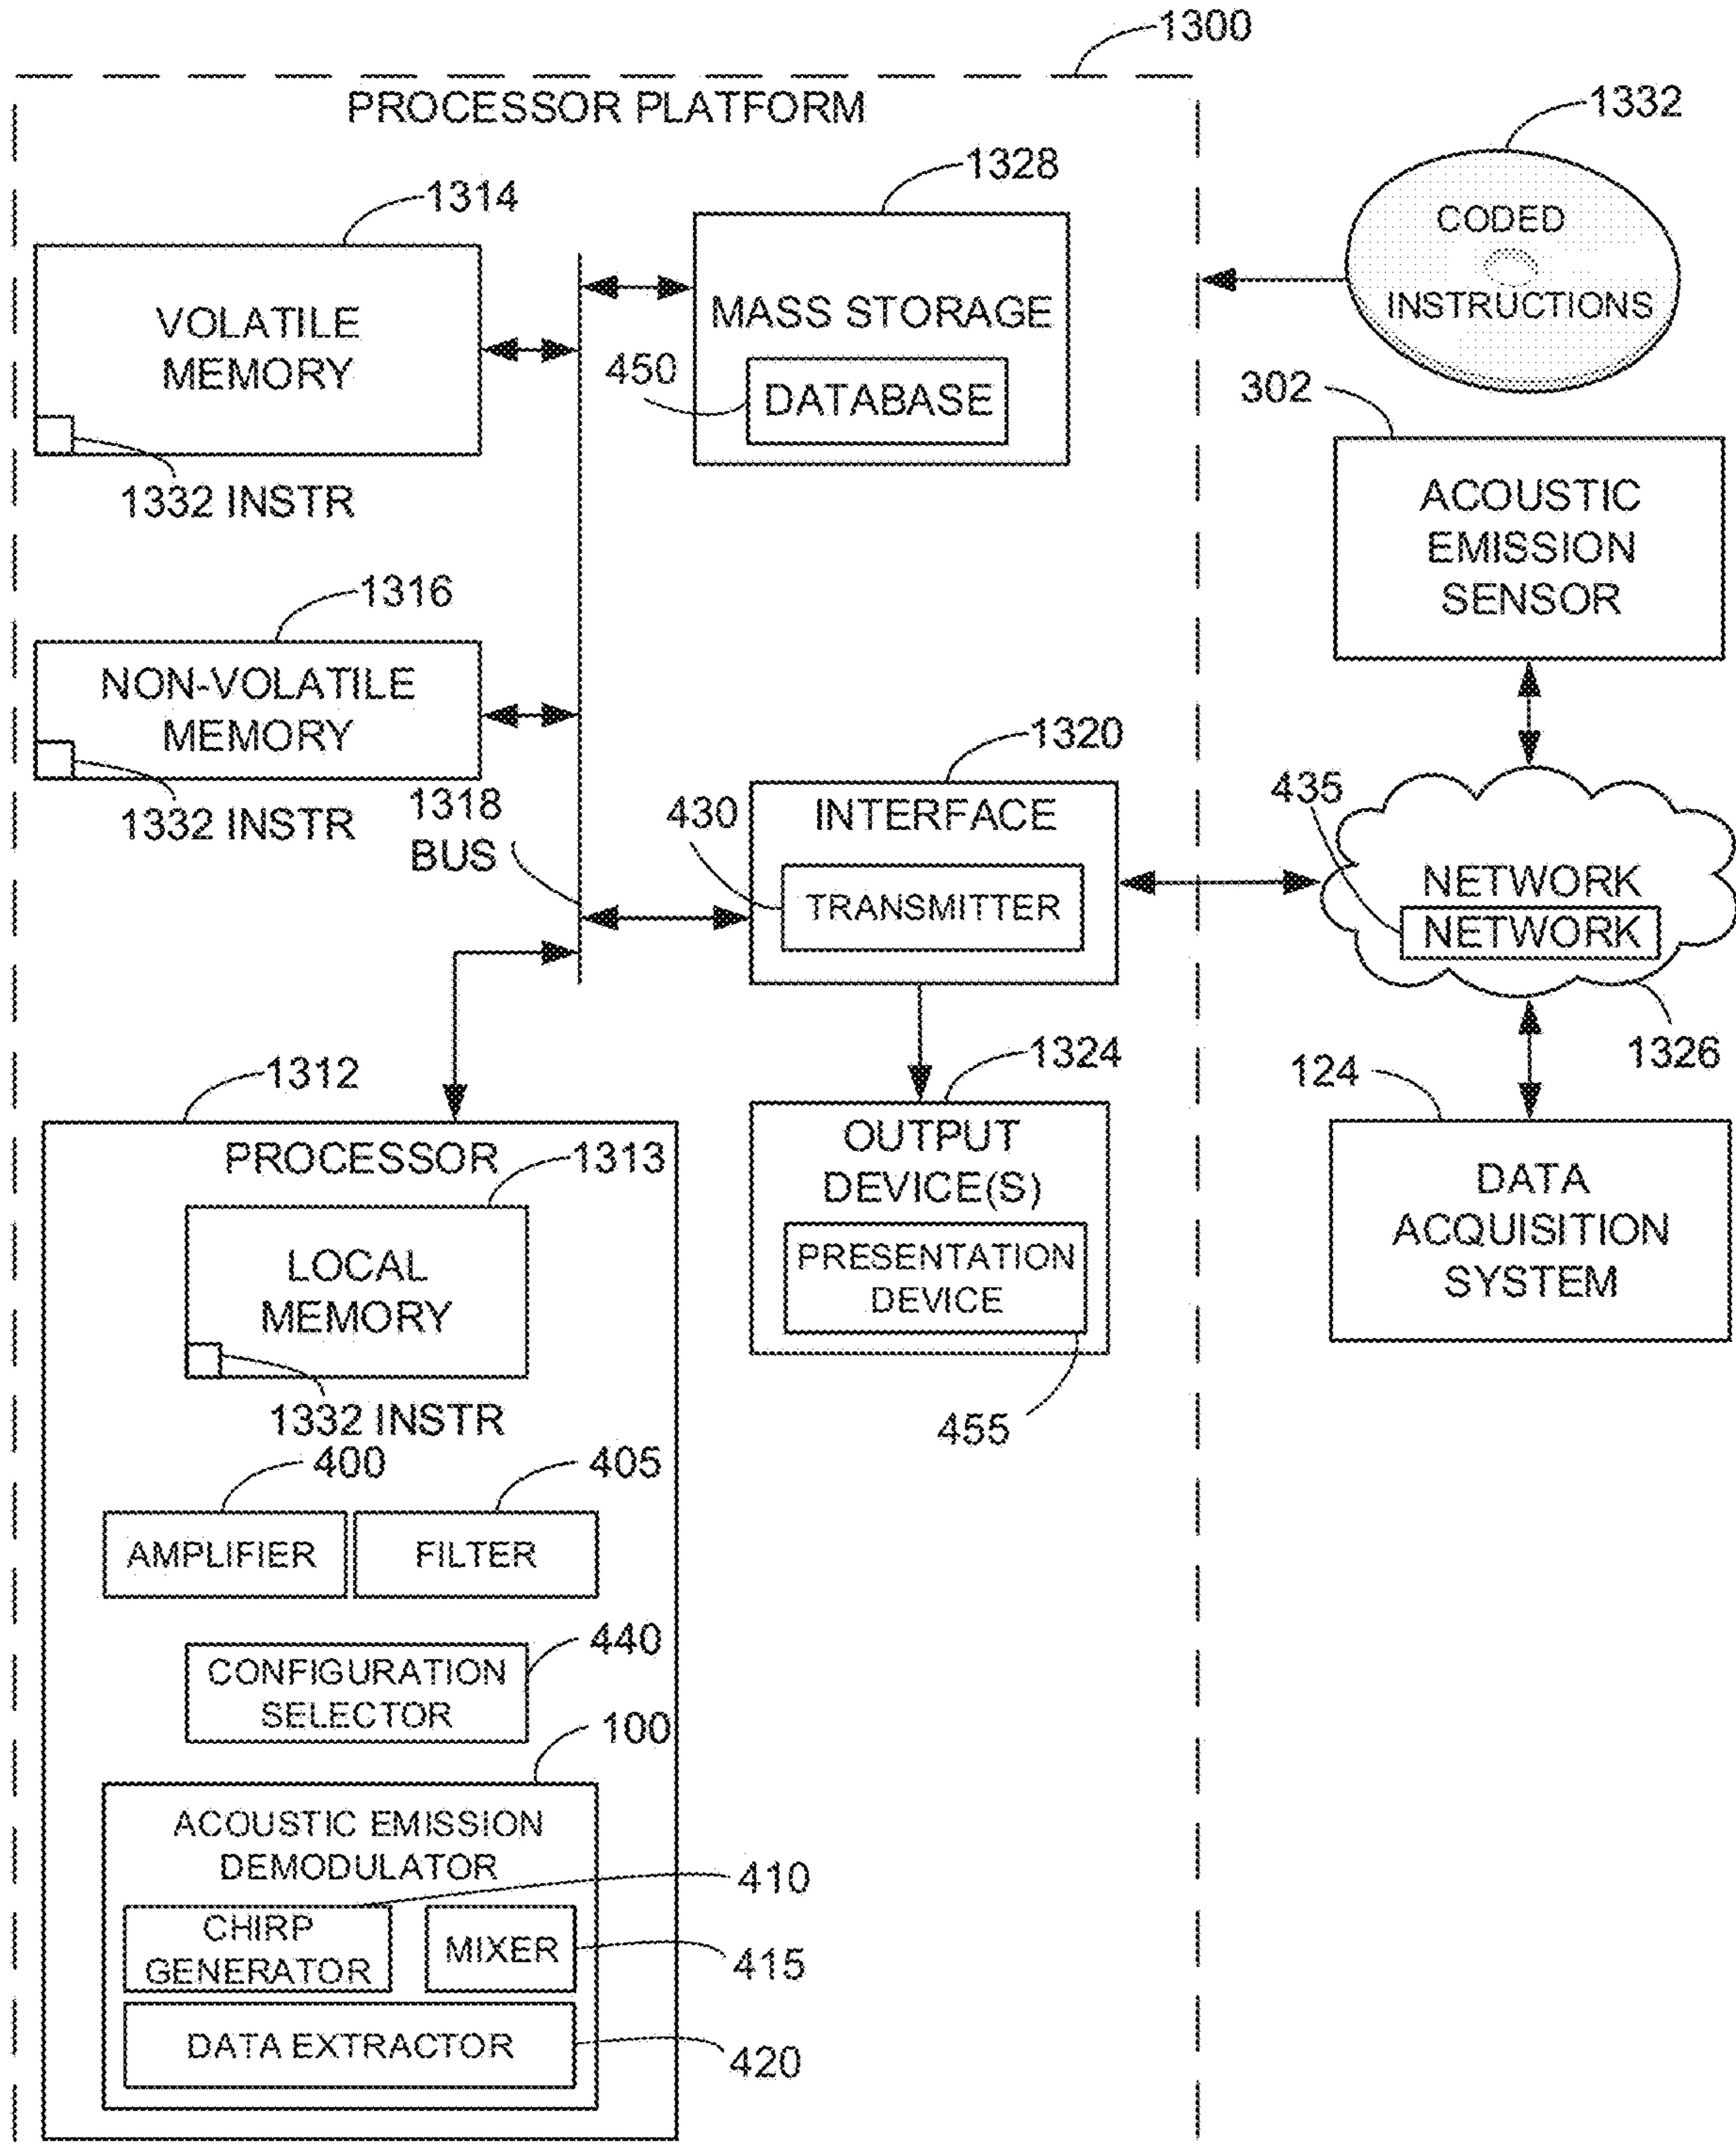 1300
PROCESSOR PLATFORM
1332
CODED
INSTRUCTIONS
1314
VOLATILE
MEMORY
1332 INSTR
1328
MASS STORAGE
450
DATABASE
302
ACOUSTIC
EMISSION
SENSOR
1316
NON-VOLATILE
MEMORY
1332 INSTR
1318
BUS
1320
INTERFACE
430
TRANSMITTER
435
NETWORK
NETWORK
1326
1324
OUTPUT
DEVICE(S)
PRESENTATION
DEVICE
455
124
DATA
ACQUISITION
SYSTEM
1312
PROCESSOR
1313
LOCAL
MEMORY
1332 INSTR
400
405
AMPLIFIER
FILTER
440
CONFIGURATION
SELECTOR
100
ACOUSTIC EMISSION
DEMODULATOR
410
CHIRP
GENERATOR
MIXER
415
DATA EXTRACTOR
420